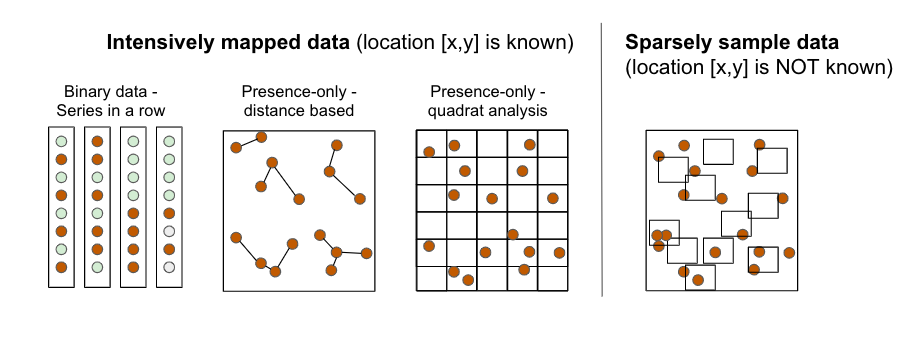 Intensively mapped data (location [x,y] is known)
Sparsely sample data
(location [x,y] is NOT known)
Binary data -
Series in a row
Presence-only -
distance based
Presence-only -
quadrat analysis